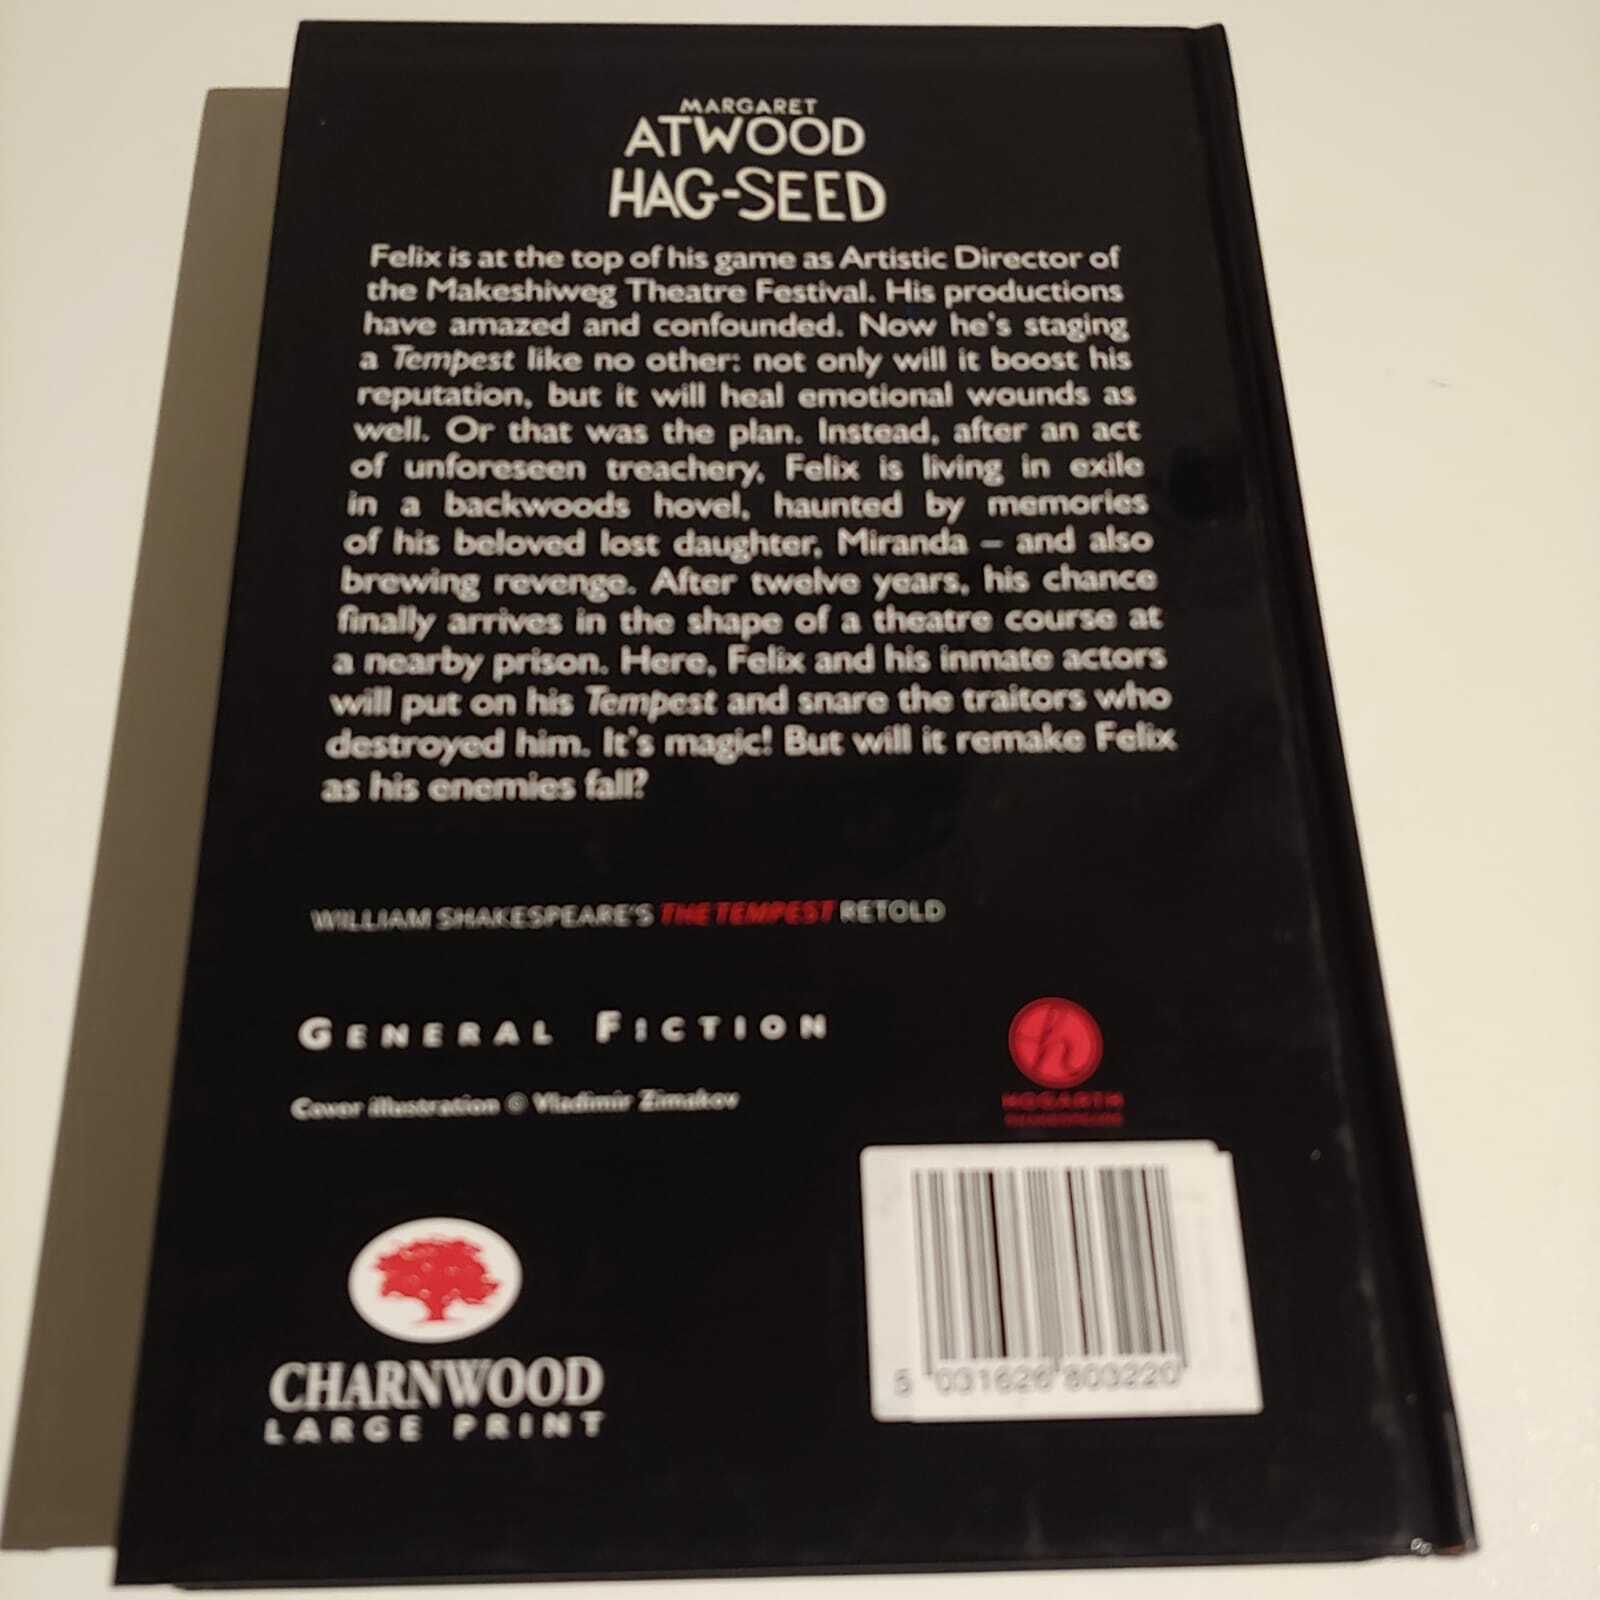 MARGARET
ATWOOD
HAG-SEED
Felix is at the top of his game as Artistic Director of
the Makeshiweg Theatre Festival. His productions
have amazed and confounded. Now he's staging
a Tempest like no other: not only will it boost his
reputation, but it will heal emotional wounds as
well. Or that was the plan. Instead, after an act
of unforeseen treachery, Felix is living in exile
in a backwoods hovel, haunted by memories
of his beloved lost daughter, Miranda – and also
brewing revenge. After twelve years, his chance
finally arrives in the shape of a theatre course at
a nearby prison. Here, Felix and his inmate actors
will put on his Tempest and snare the traitors who
destroyed him. It's magic! But will it remake Felix
as his enemies fall?
WILLIAM SHAKESPEARE'S THE TEMPEST RETOLD
GENERAL FICTION
h
HOGARTH
SHAKESPEARE
Cover illustration © Vladimir Zimakov
CHARNWOOD
LARGE PRINT
5 031626 803220